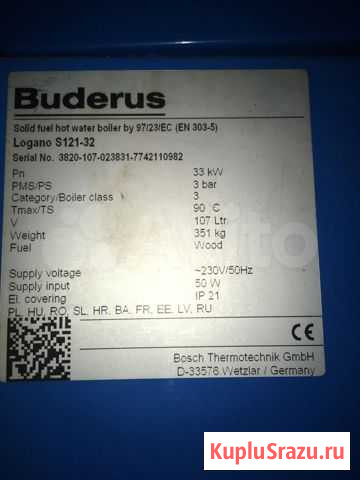 Buderus
Solid fuel hot water boiler by 97/23/EC (EN 303-5)
Logano S121-32
Serial No. 3820-107-023831-7742110982
Pn 33 kW
PMS/PS 3 bar
Category/Boiler class 3
Tmax/TS 90 °C
V 107 Ltr.
Weight 351 kg
Fuel Wood
Supply voltage ~230V/50Hz
Supply input 50 W
El. covering IP 21
PL, HU, RO, SL, HR, BA, FR, EE, LV, RU
CE
Bosch Thermotechnik GmbH
D-33576 Wetzlar / Germany
Avito
KupluSrazu.ru